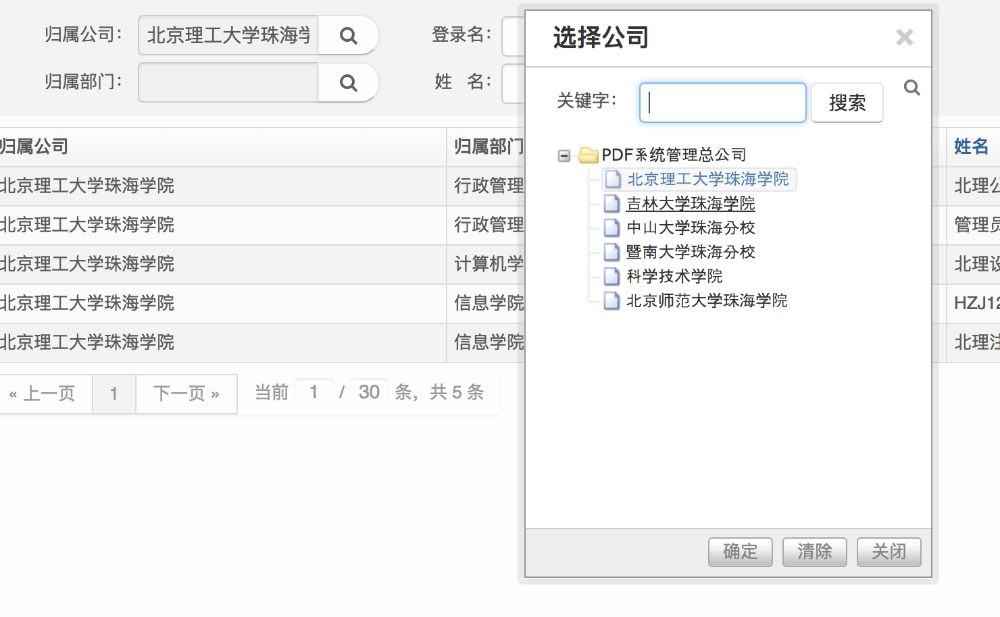 归属公司： 北京理工大学珠海学
登录名：
归属部门：
姓 名：
归属公司 归属部门 姓名
北京理工大学珠海学院 行政管理 北理公
北京理工大学珠海学院 行政管理 管理员
北京理工大学珠海学院 计算机学 北理设
北京理工大学珠海学院 信息学院 HZJ12
北京理工大学珠海学院 信息学院 北理注
« 上一页 1 下一页 » 当前 1 / 30 条，共 5 条
选择公司
关键字： 搜索
PDF系统管理总公司
北京理工大学珠海学院
吉林大学珠海学院
中山大学珠海分校
暨南大学珠海分校
科学技术学院
北京师范大学珠海学院
确定 清除 关闭